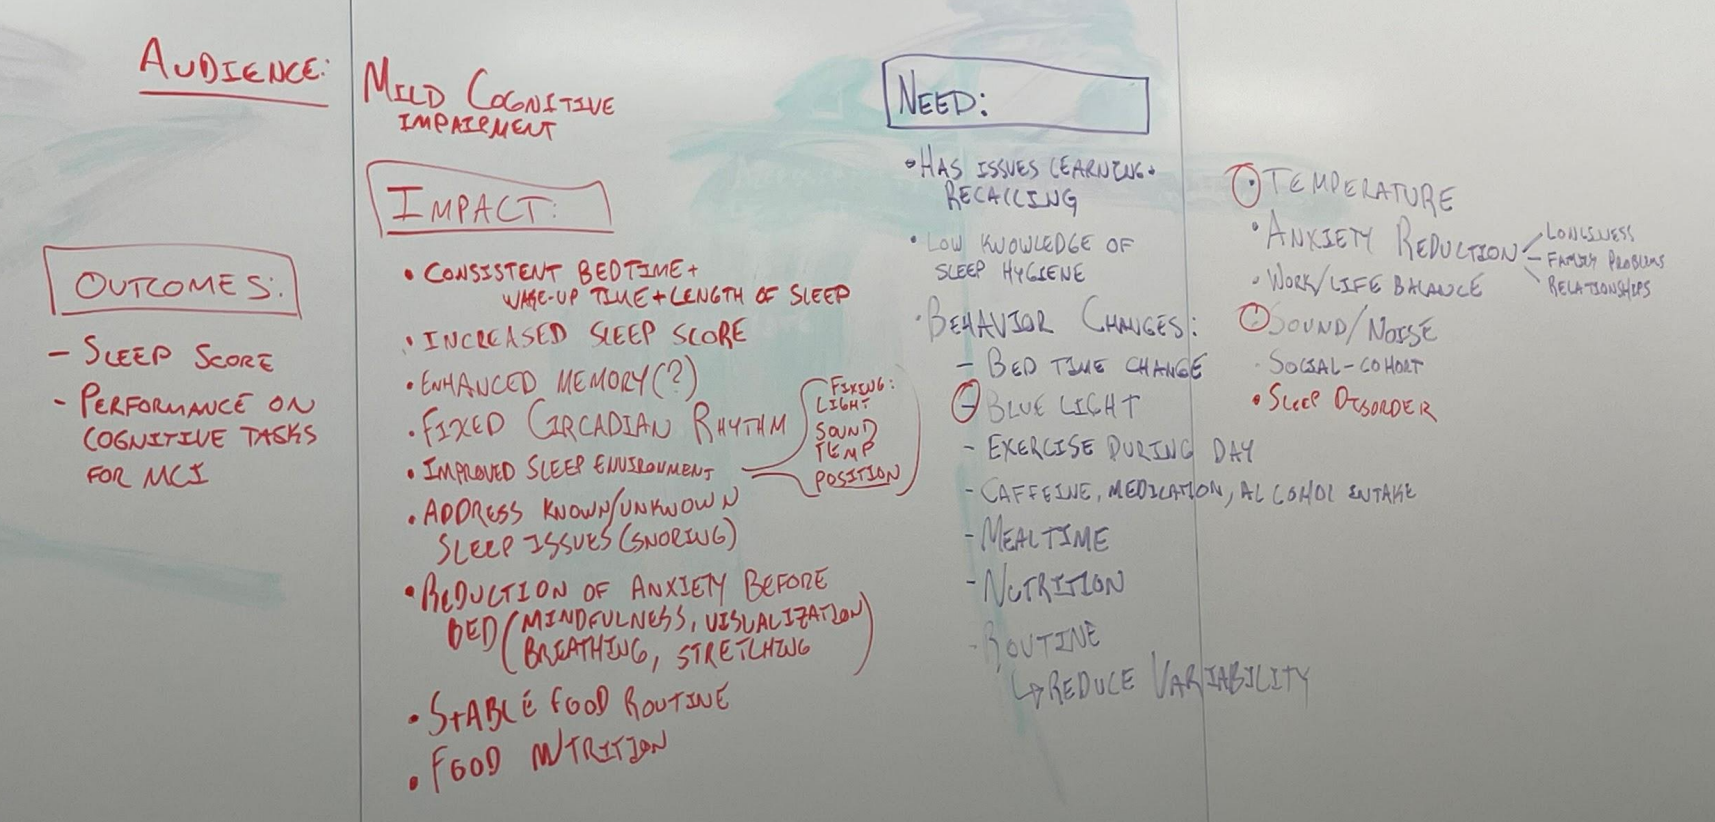 AUDIENCE:
MILD COGNITIVE
IMPAIRMENT
OUTCOMES:
- SLEEP SCORE
- PERFORMANCE ON
COGNITIVE TASKS
FOR MCI
IMPACT:
• CONSISTENT BEDTIME +
WAKE-UP TIME + LENGTH OF SLEEP
• INCREASED SLEEP SCORE
• ENHANCED MEMORY (?)
• FIXED CIRCADIAN RHYTHM
• IMPROVED SLEEP ENVIRONMENT
FIXING:
LIGHT
SOUND
TEMP
POSITION
• ADDRESS KNOWN/UNKNOWN
SLEEP ISSUES (SNORING)
• REDUCTION OF ANXIETY BEFORE
BED (MINDFULNESS, VISUALIZATION
BREATHING, STRETCHING)
• STABLE FOOD ROUTINE
• FOOD NUTRITION
NEED:
• HAS ISSUES LEARNING +
RECALLING
• LOW KNOWLEDGE OF
SLEEP HYGIENE
• BEHAVIOR CHANGES:
- BED TIME CHANGE
- BLUE LIGHT
- EXERCISE DURING DAY
- CAFFEINE, MEDICATION, ALCOHOL INTAKE
- MEALTIME
- NUTRITION
- ROUTINE
↳ REDUCE VARIABILITY
• TEMPERATURE
• ANXIETY REDUCTION
LONLINESS
- FAMILY PROBLEMS
RELATIONSHIPS
• WORK/LIFE BALANCE
• SOUND/NOISE
• SOCIAL-COHORT
• SLEEP DISORDER